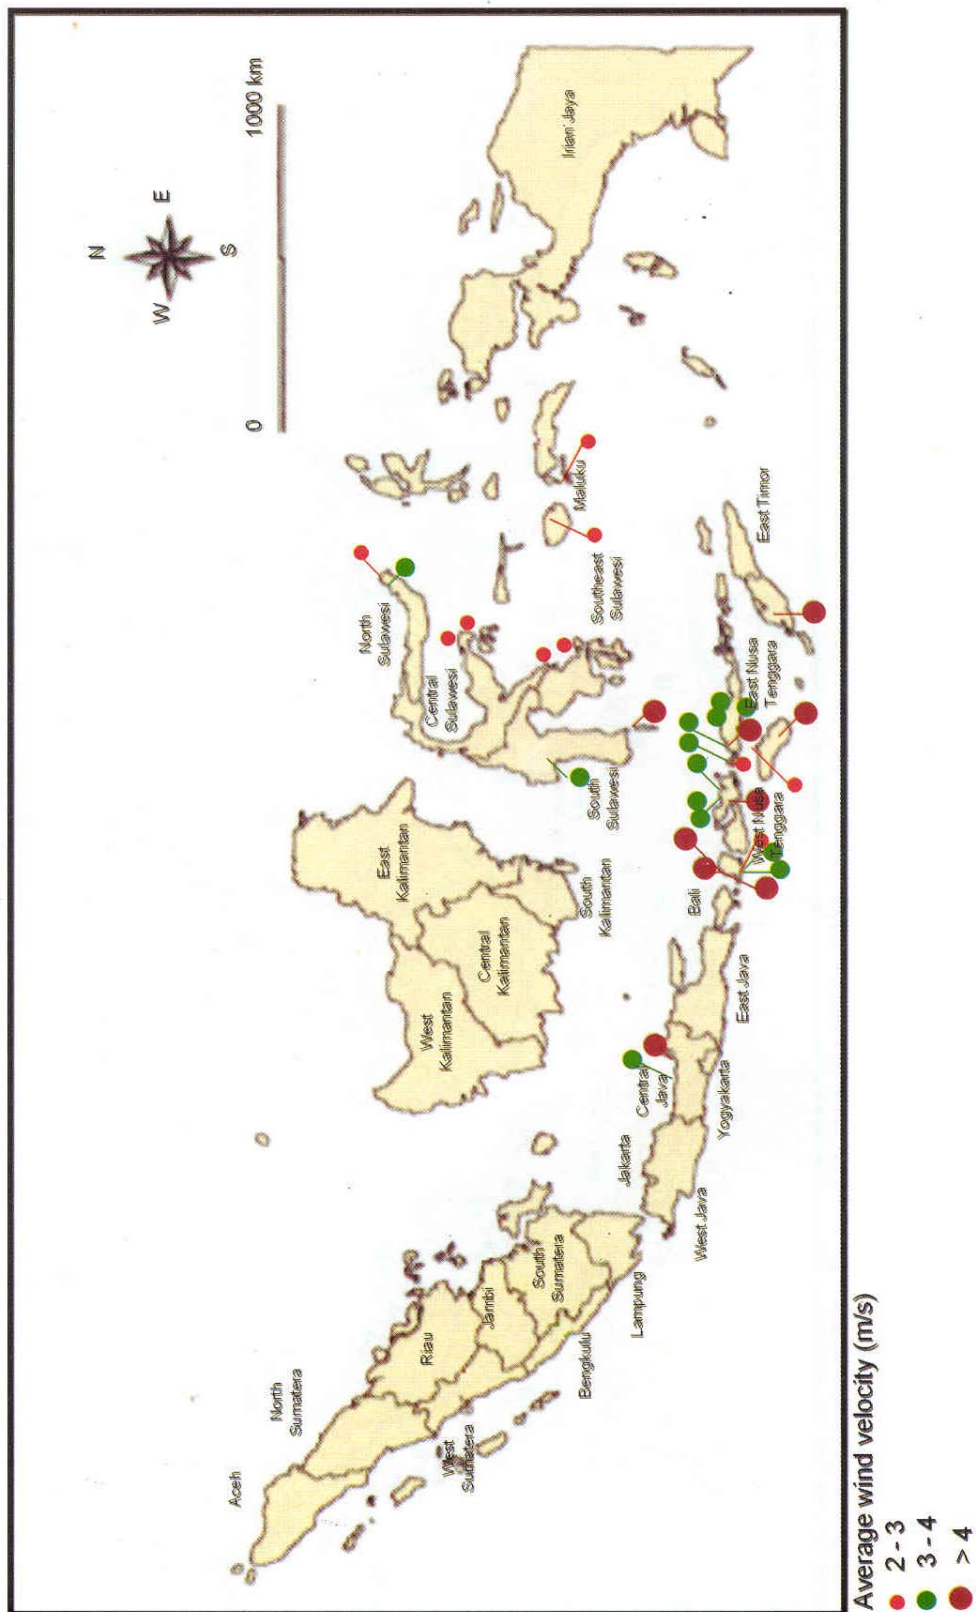 N
W
E
S
0
1000 km
Aceh
North
Sumatera
Riau
West
Sumatera
Jambi
South
Sumatera
Bengkulu
Lampung
West
Kalimantan
Central
Kalimantan
East
Kalimantan
South
Kalimantan
North
Sulawesi
Central
Sulawesi
South
Sulawesi
Southeast
Sulawesi
Maluku
Irian Jaya
Jakarta
West Java
Central
Java
Yogyakarta
East Java
Bali
West Nusa
Tenggara
East Nusa
Tenggara
East Timor
Average wind velocity (m/s)
2 - 3
3 - 4
> 4